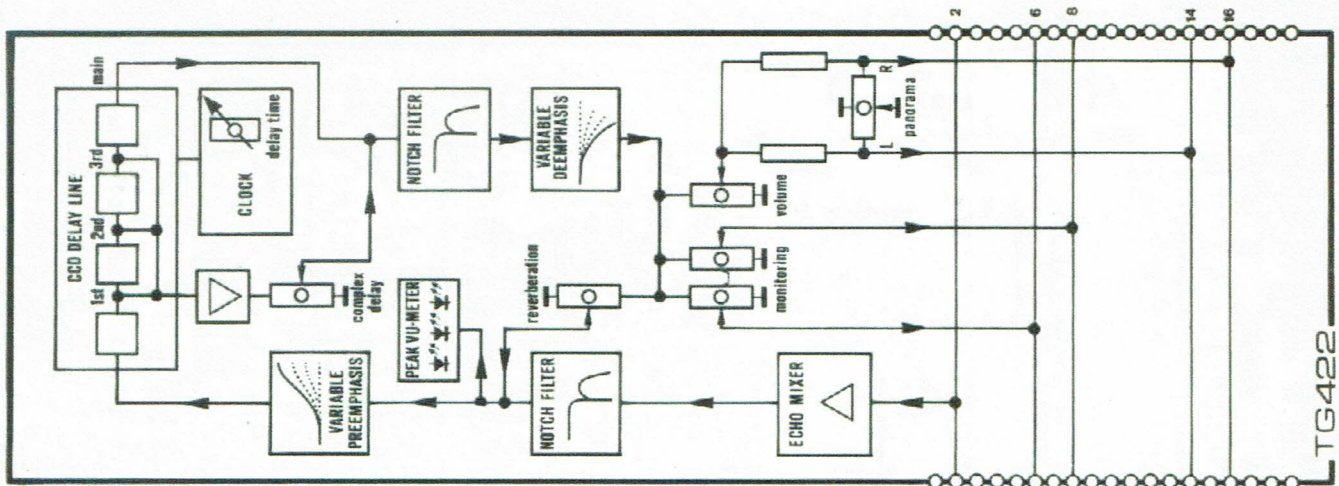 CCD DELAY LINE
1st
2nd
3rd
main
CLOCK
delay time
complex
delay
VARIABLE
PREEMPHASIS
PEAK VU-METER
reverberation
NOTCH FILTER
NOTCH FILTER
VARIABLE
DEEMPHASIS
ECHO MIXER
monitoring
volume
L
R
panorama
2
6
8
14
16
TG422